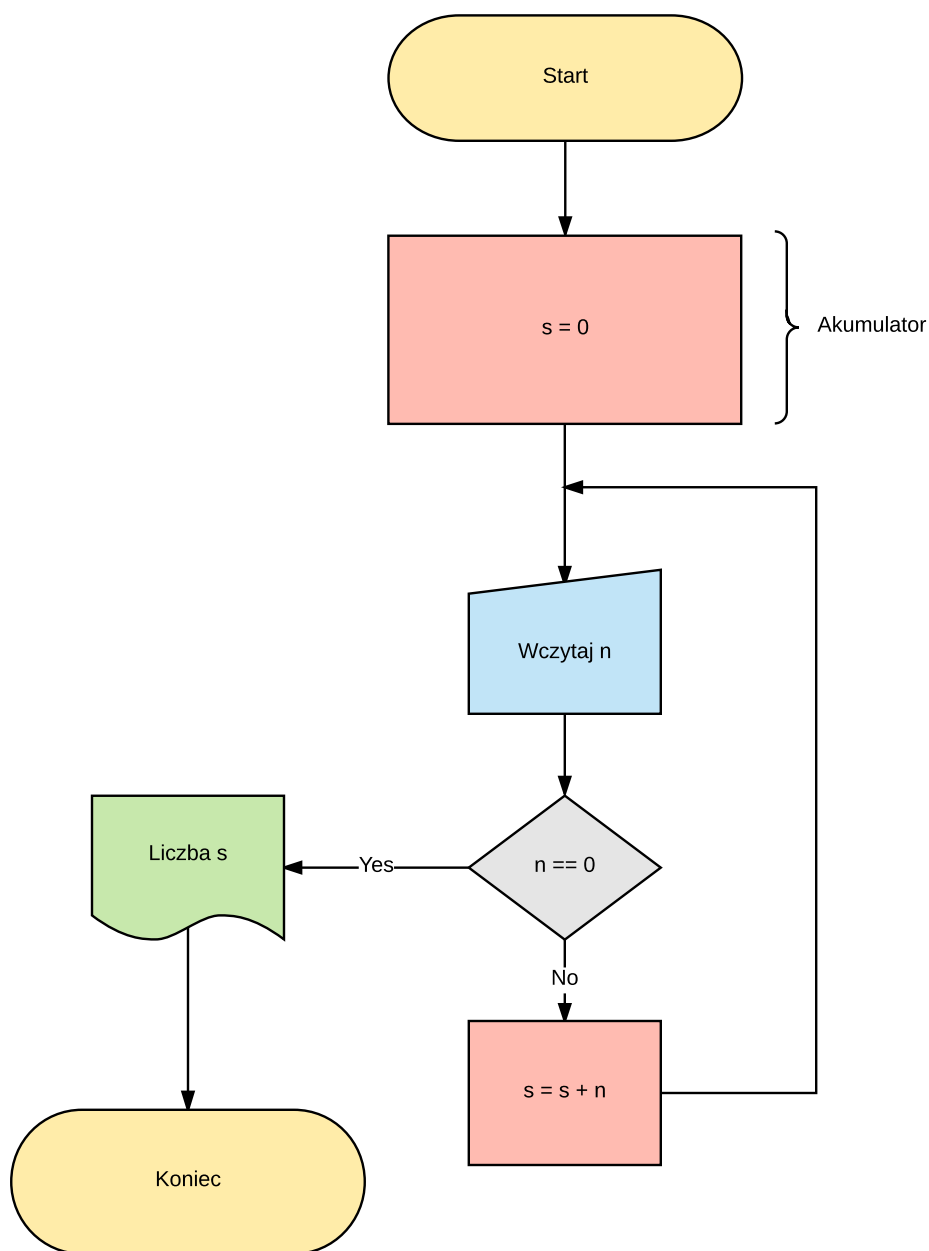 Start
s = 0
Akumulator
Wczytaj n
n == 0
Yes
Liczba s
No
s = s + n
Koniec